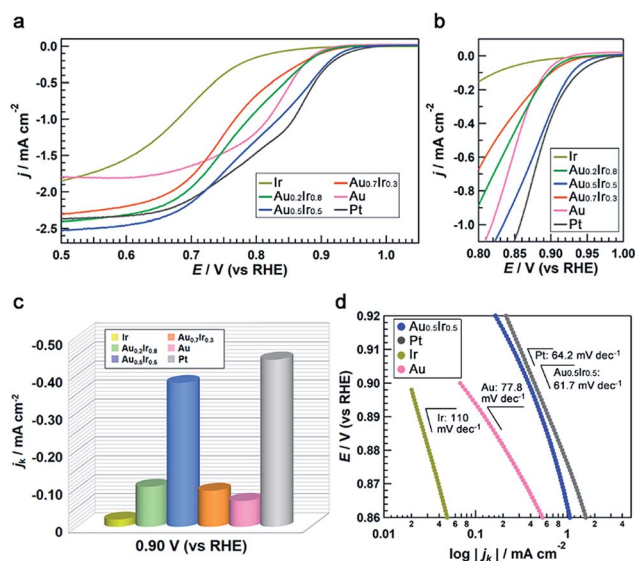 a
0.0
-0.5
-1.0
-1.5
-2.0
-2.5
j / mA cm-2
Ir
Au0.2Ir0.8
Au0.5Ir0.5
Au0.7Ir0.3
Au
Pt
0.5 0.6 0.7 0.8 0.9 1.0
E / V (vs RHE)
b
0.0
-0.2
-0.4
-0.6
-0.8
-1.0
j / mA cm-2
Ir
Au0.2Ir0.8
Au0.5Ir0.5
Au0.7Ir0.3
Au
Pt
0.80 0.85 0.90 0.95 1.00
E / V (vs RHE)
c
-0.50
-0.40
-0.30
-0.20
-0.10
0
jk / mA cm-2
Ir
Au0.2Ir0.8
Au0.5Ir0.5
Au0.7Ir0.3
Au
Pt
0.90 V (vs RHE)
d
0.92
0.91
0.90
0.89
0.88
0.87
0.86
E / V (vs RHE)
Au0.5Ir0.5
Pt
Ir
Au
Pt: 64.2 mV dec-1
Au0.5Ir0.5:
61.7 mV dec-1
Au: 77.8
mV dec-1
Ir: 110
mV dec-1
0.01 2 4 6 8 0.1 2 4 6 8 1 2 4
log | jk | / mA cm-2